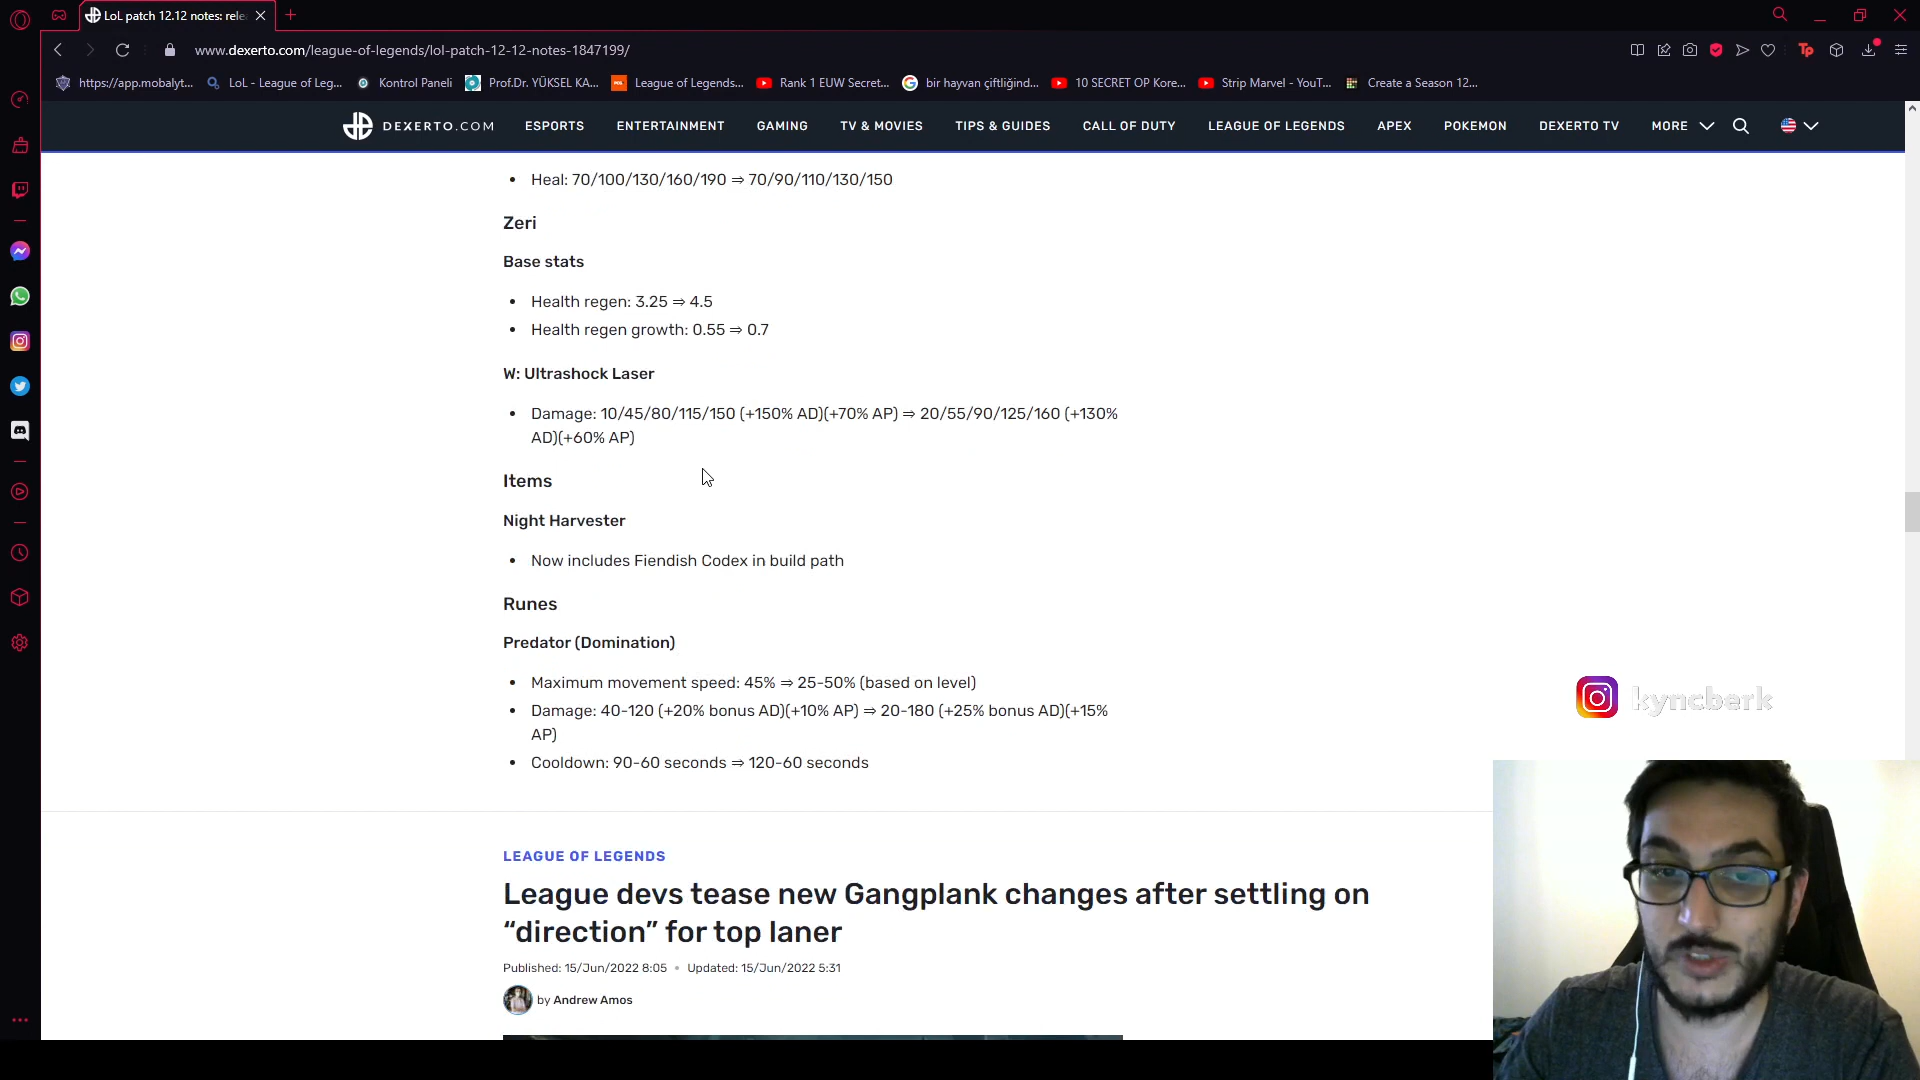 LoL patch 12.12 notes: rele
www.dexerto.com/league-of-legends/lol-patch-12-12-notes-1847199/
https://app.mobalyt... LoL - League of Leg... Kontrol Paneli Prof.Dr. YÜKSEL KA... League of Legends... Rank 1 EUW Secret... bir hayvan çiftliğind... 10 SECRET OP Kore... Strip Marvel - YouT... Create a Season 12...
DEXERTO.COM ESPORTS ENTERTAINMENT GAMING TV & MOVIES TIPS & GUIDES CALL OF DUTY LEAGUE OF LEGENDS APEX POKEMON DEXERTO TV MORE
• Heal: 70/100/130/160/190 ⇒ 70/90/110/130/150
Zeri
Base stats
• Health regen: 3.25 ⇒ 4.5
• Health regen growth: 0.55 ⇒ 0.7
W: Ultrashock Laser
• Damage: 10/45/80/115/150 (+150% AD)(+70% AP) ⇒ 20/55/90/125/160 (+130%
AD)(+60% AP)
Items
Night Harvester
• Now includes Fiendish Codex in build path
Runes
Predator (Domination)
• Maximum movement speed: 45% ⇒ 25-50% (based on level)
• Damage: 40-120 (+20% bonus AD)(+10% AP) ⇒ 20-180 (+25% bonus AD)(+15%
AP)
• Cooldown: 90-60 seconds ⇒ 120-60 seconds
kyncberk
LEAGUE OF LEGENDS
League devs tease new Gangplank changes after settling on
“direction” for top laner
Published: 15/Jun/2022 8:05 • Updated: 15/Jun/2022 5:31
by Andrew Amos